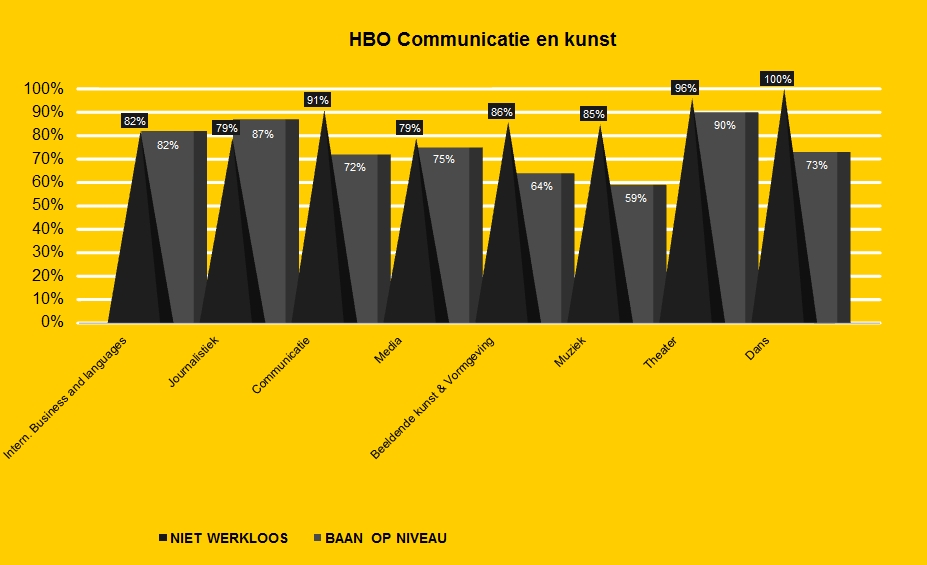 HBO Communicatie en kunst
100%
90%
80%
70%
60%
50%
40%
30%
20%
10%
0%
82%
82%
79%
87%
91%
72%
79%
75%
86%
64%
85%
59%
96%
90%
100%
73%
Intern. Business and languages
Journalistiek
Communicatie
Media
Beeldende kunst & Vormgeving
Muziek
Theater
Dans
NIET WERKLOOS
BAAN OP NIVEAU